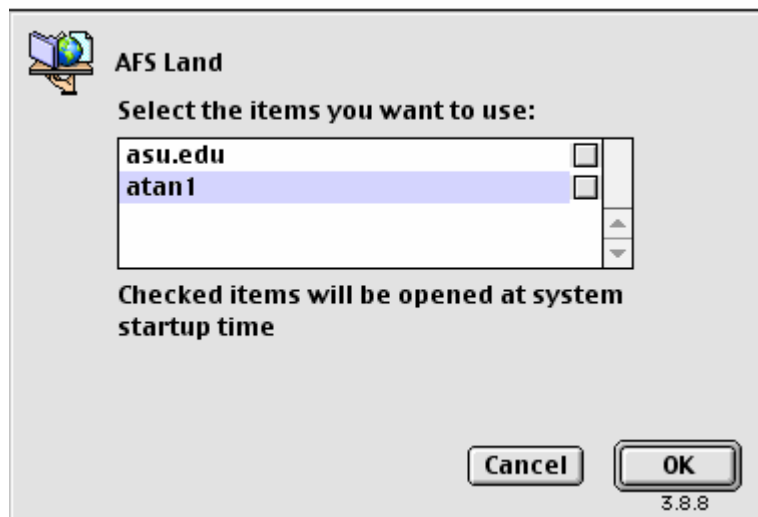 AFS Land
Select the items you want to use:
asu.edu
atan1
Checked items will be opened at system
startup time
Cancel
OK
3.8.8